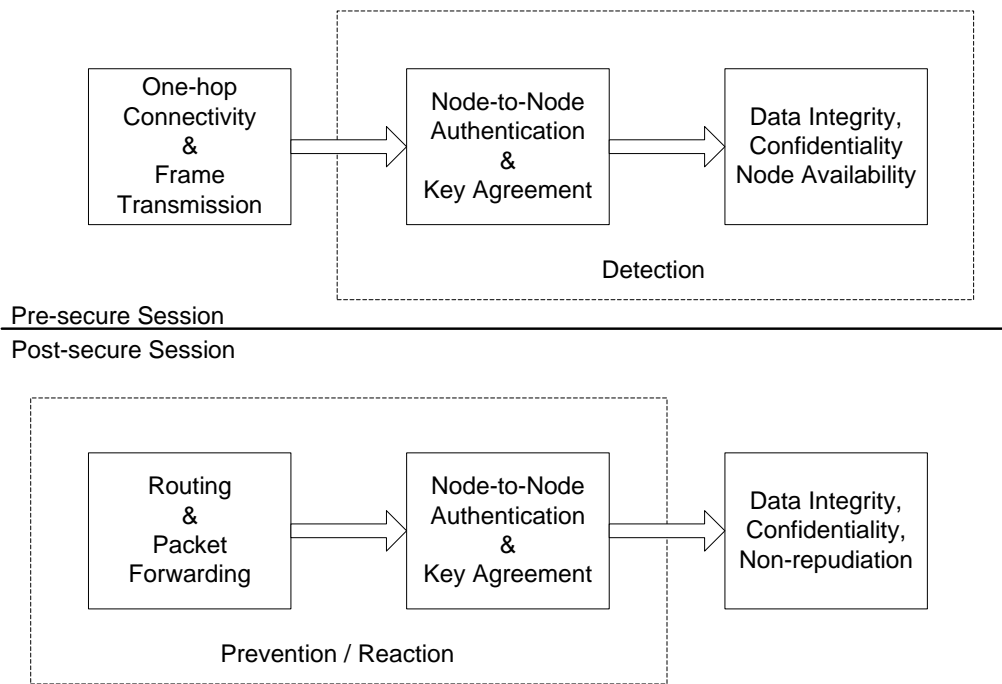 One-hop
Connectivity
&
Frame
Transmission
Node-to-Node
Authentication
&
Key Agreement
Data Integrity,
Confidentiality
Node Availability
Detection
Pre-secure Session
Post-secure Session
Routing
&
Packet
Forwarding
Node-to-Node
Authentication
&
Key Agreement
Data Integrity,
Confidentiality,
Non-repudiation
Prevention / Reaction